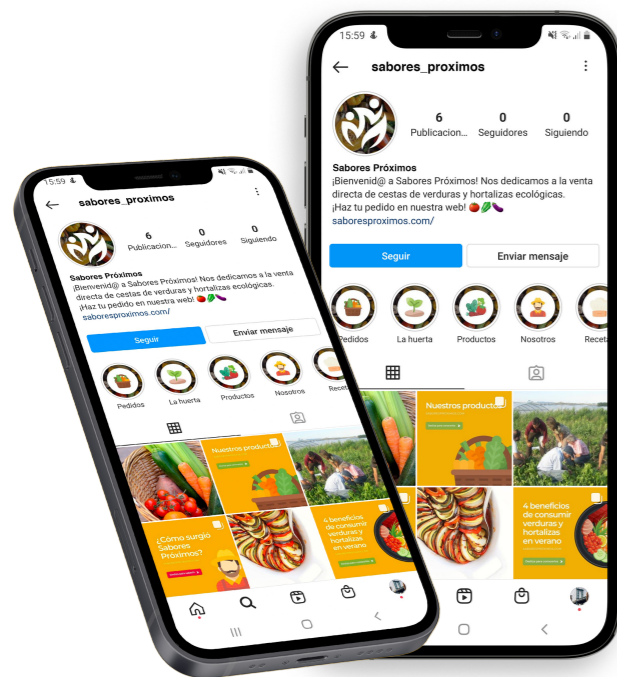 15:59
sabores_proximos
6 0 0
Publicacion... Seguidores Siguiendo
Sabores Próximos
¡Bienvenid@ a Sabores Próximos! Nos dedicamos a la venta
directa de cestas de verduras y hortalizas ecológicas.
¡Haz tu pedido en nuestra web! 🍅🥬🍆
saboresproximos.com/
Seguir Enviar mensaje
Pedidos La huerta Productos Nosotros Recet
Nuestros productos
¿Cómo surgió
Sabores
Próximos?
4 beneficios
de consumir
verduras y
hortalizas
en verano
15:59
sabores_proximos
6 0 0
Publicacion... Seguidores Siguiendo
Sabores Próximos
¡Bienvenid@ a Sabores Próximos! Nos dedicamos a la venta
directa de cestas de verduras y hortalizas ecológicas.
¡Haz tu pedido en nuestra web! 🍅🥬🍆
saboresproximos.com/
Seguir Enviar mensaje
Pedidos La huerta Productos Nosotros Receta
Nuestros productos
4 beneficios
de consumir
verduras y
hortalizas
en verano